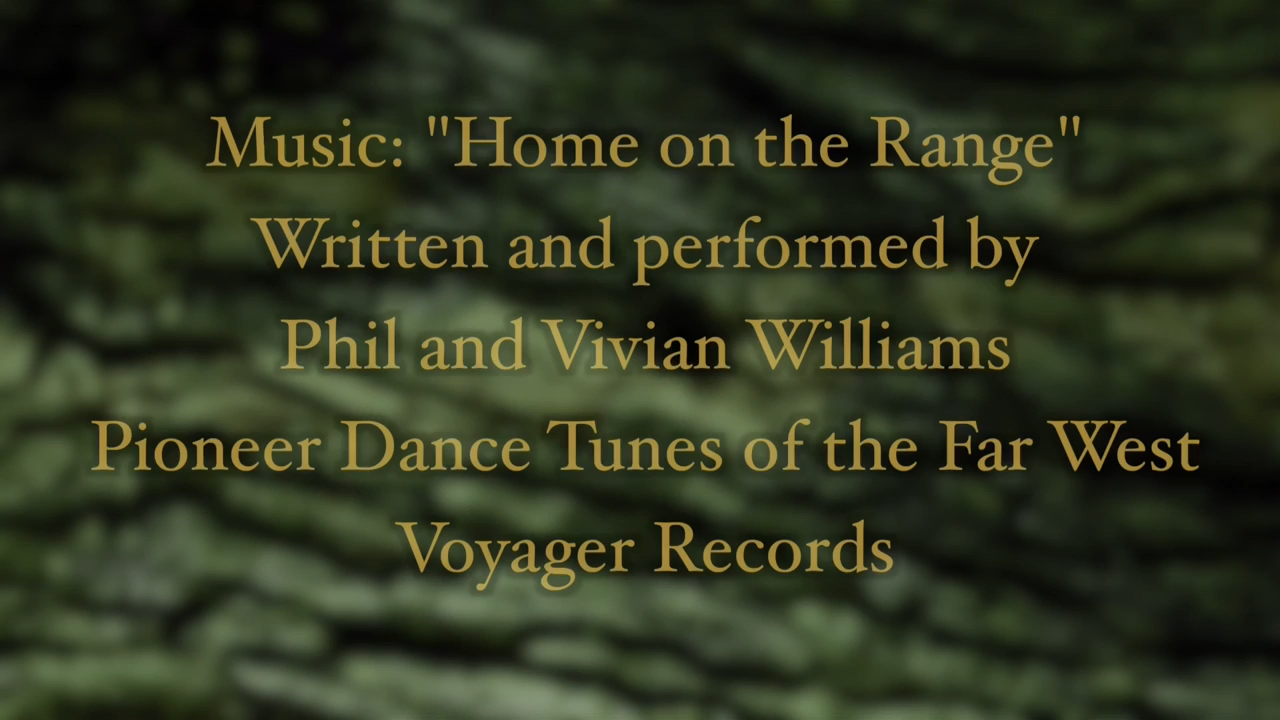 Music: "Home on the Range"
Written and performed by
Phil and Vivian Williams
Pioneer Dance Tunes of the Far West
Voyager Records